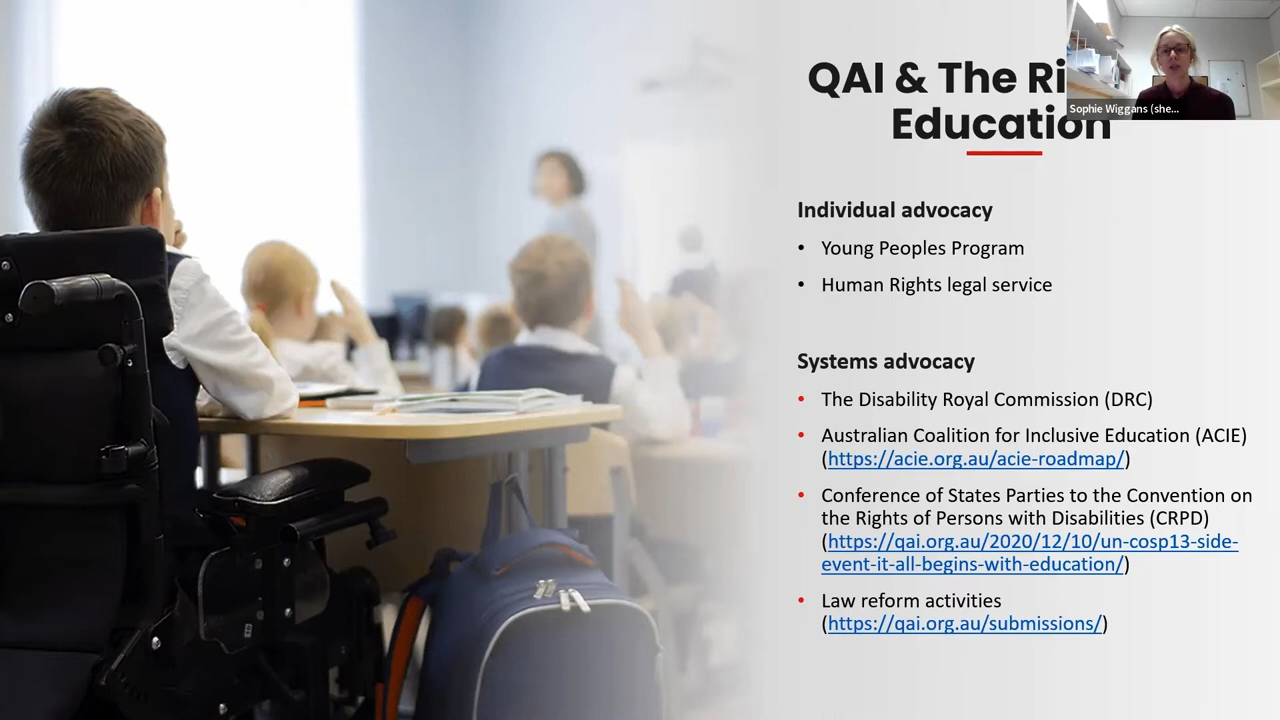 QAI & The Ri
Education
Sophie Wiggans (she...
Individual advocacy
• Young Peoples Program
• Human Rights legal service
Systems advocacy
• The Disability Royal Commission (DRC)
• Australian Coalition for Inclusive Education (ACIE)
(https://acie.org.au/acie-roadmap/)
• Conference of States Parties to the Convention on
the Rights of Persons with Disabilities (CRPD)
(https://qai.org.au/2020/12/10/un-cosp13-side-
event-it-all-begins-with-education/)
• Law reform activities
(https://qai.org.au/submissions/)